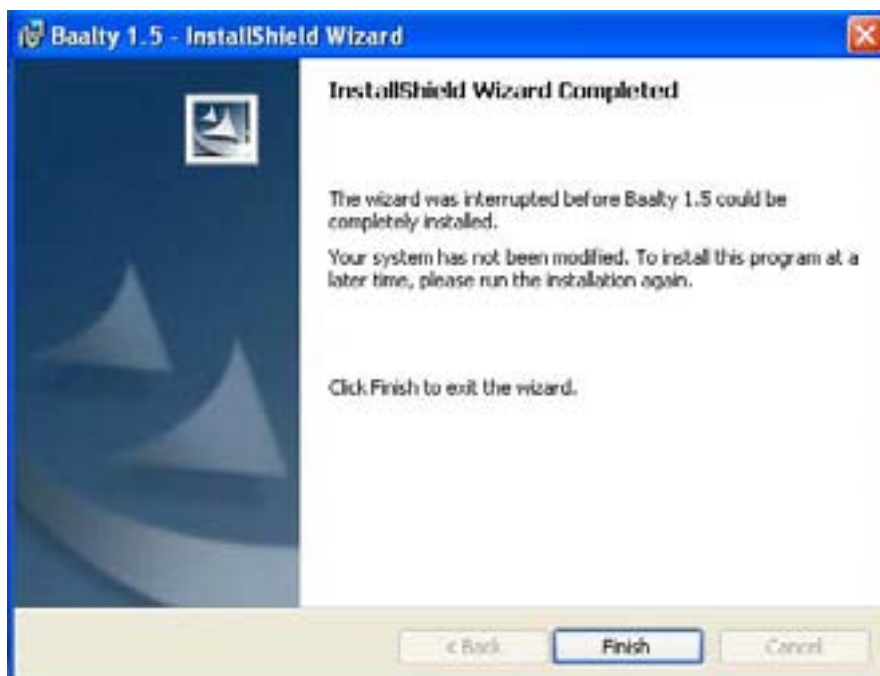 Baalty 1.5 - InstallShield Wizard
InstallShield Wizard Completed
The wizard was interrupted before Baalty 1.5 could be
completely installed.
Your system has not been modified. To install this program at a
later time, please run the installation again.
Click Finish to exit the wizard.
< Back
Finish
Cancel